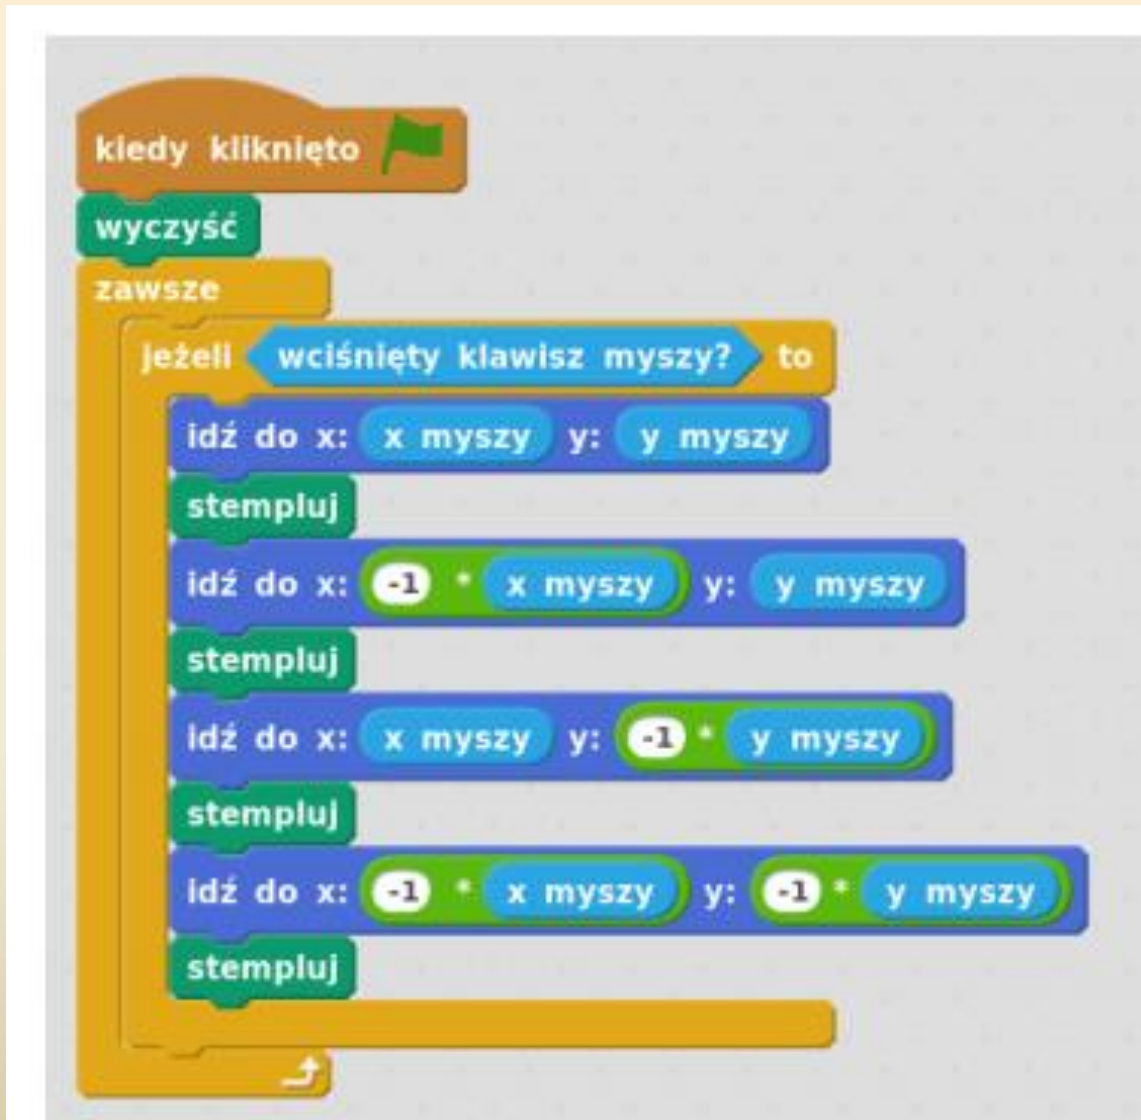 kiedy kliknięto
wyczyść
zawsze
jeżeli wciśnięty klawisz myszy? to
idź do x: x myszy y: y myszy
stempluj
idź do x: -1 * x myszy y: y myszy
stempluj
idź do x: x myszy y: -1 * y myszy
stempluj
idź do x: -1 * x myszy y: -1 * y myszy
stempluj